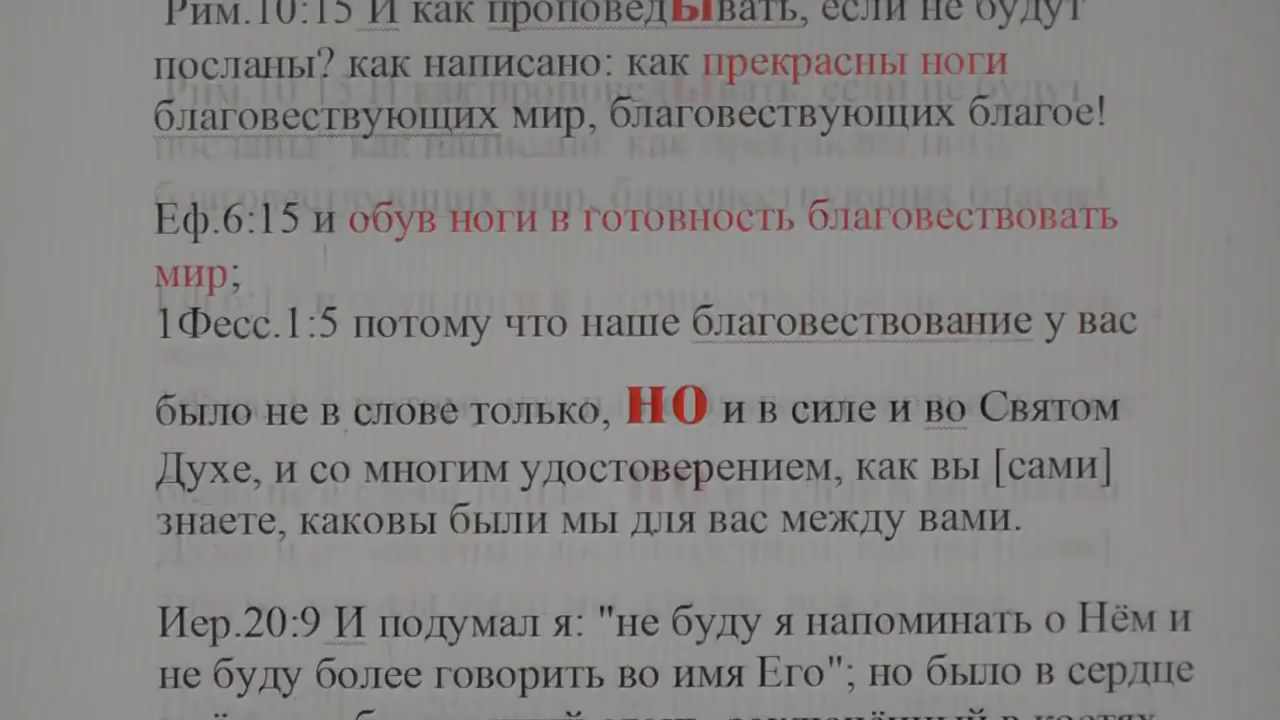 Рим.10:15 И как проповедЫвать, если не будут
посланы? как написано: как прекрасны ноги
благовествующих мир, благовествующих благое!
Еф.6:15 и обув ноги в готовность благовествовать
мир;
1Фесс.1:5 потому что наше благовествование у вас
было не в слове только, НО и в силе и во Святом
Духе, и со многим удостоверением, как вы [сами]
знаете, каковы были мы для вас между вами.
Иер.20:9 И подумал я: "не буду я напоминать о Нём и
не буду более говорить во имя Его"; но было в сердце